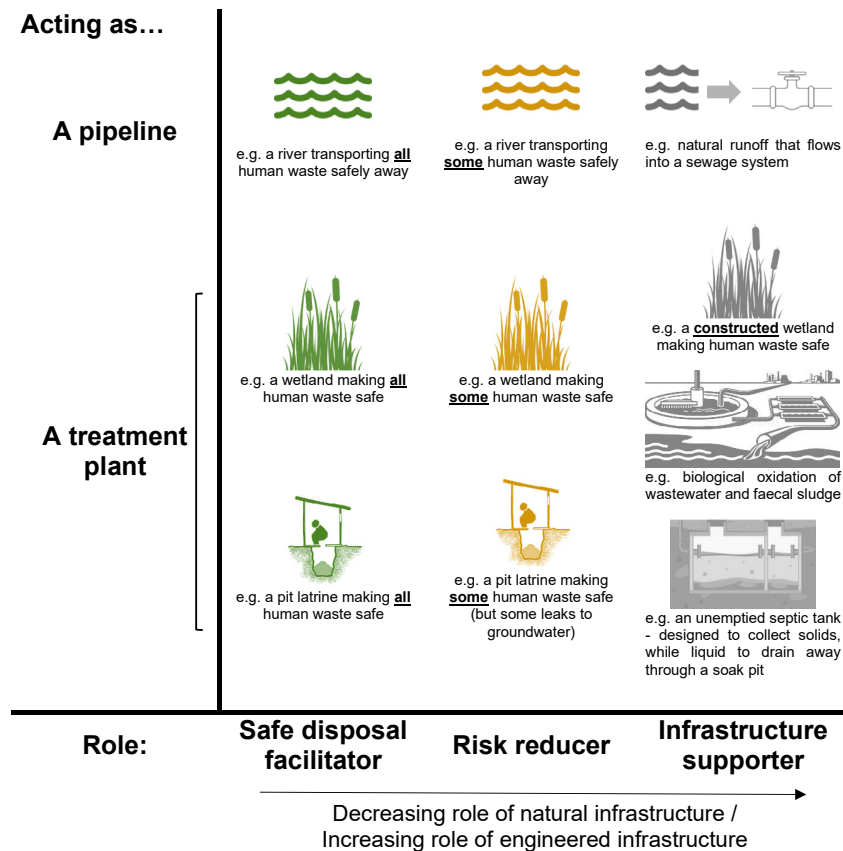 Acting as…
A pipeline
e.g. a river transporting all
human waste safely away
e.g. a river transporting
some human waste safely
away
e.g. natural runoff that flows
into a sewage system
A treatment
plant
e.g. a wetland making all
human waste safe
e.g. a wetland making
some human waste safe
e.g. a constructed wetland
making human waste safe
e.g. biological oxidation of
wastewater and faecal sludge
e.g. a pit latrine making all
human waste safe
e.g. a pit latrine making
some human waste safe
(but some leaks to
groundwater)
e.g. an unemptied septic tank
- designed to collect solids,
while liquid to drain away
through a soak pit
Role:
Safe disposal
facilitator
Risk reducer
Infrastructure
supporter
Decreasing role of natural infrastructure /
Increasing role of engineered infrastructure